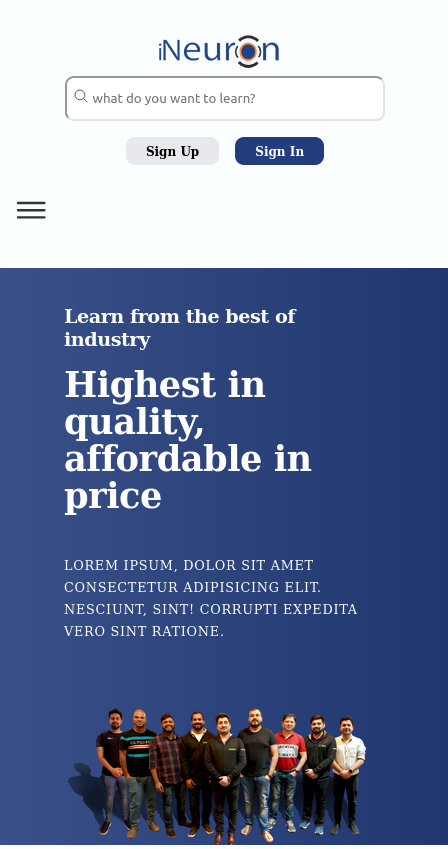 iNeuron
what do you want to learn?
Sign Up
Sign In
Learn from the best of
industry
Highest in
quality,
affordable in
price
LOREM IPSUM, DOLOR SIT AMET
CONSECTETUR ADIPISICING ELIT.
NESCIUNT, SINT! CORRUPTI EXPEDITA
VERO SINT RATIONE.